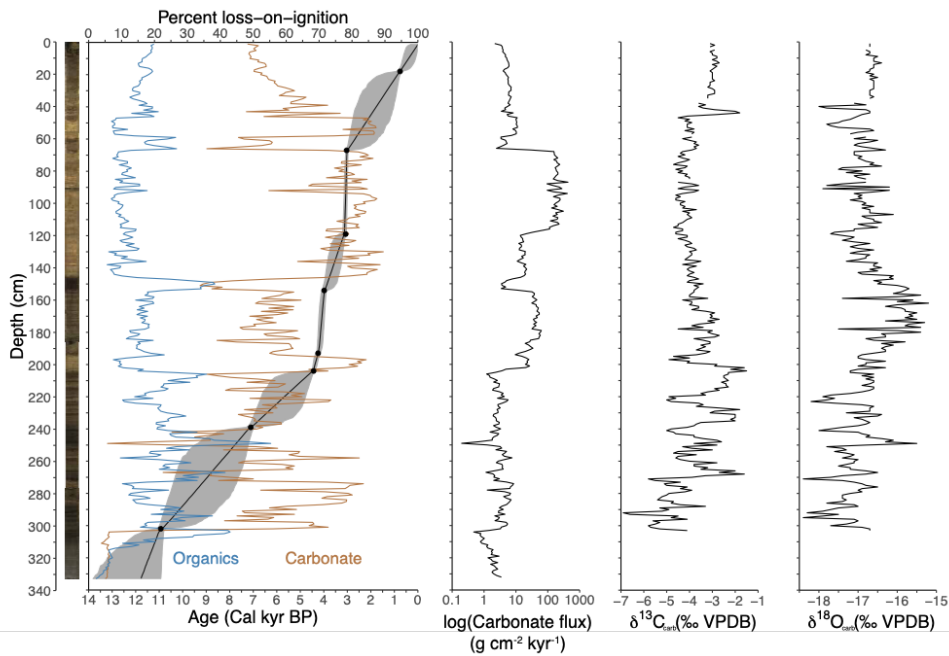 Percent loss-on-ignition
0 10 20 30 40 50 60 70 80 90 100
0
20
40
60
80
100
120
140
160
180
200
220
240
260
280
300
320
340
Depth (cm)
Organics Carbonate
14 13 12 11 10 9 8 7 6 5 4 3 2 1 0
Age (Cal kyr BP)
0.1 1 10 100 1000
log(Carbonate flux)
(g cm⁻² kyr⁻¹)
−7 −6 −5 −4 −3 −2 −1
δ¹³C_carb(‰ VPDB)
−18 −17 −16 −15
δ¹⁸O_carb(‰ VPDB)